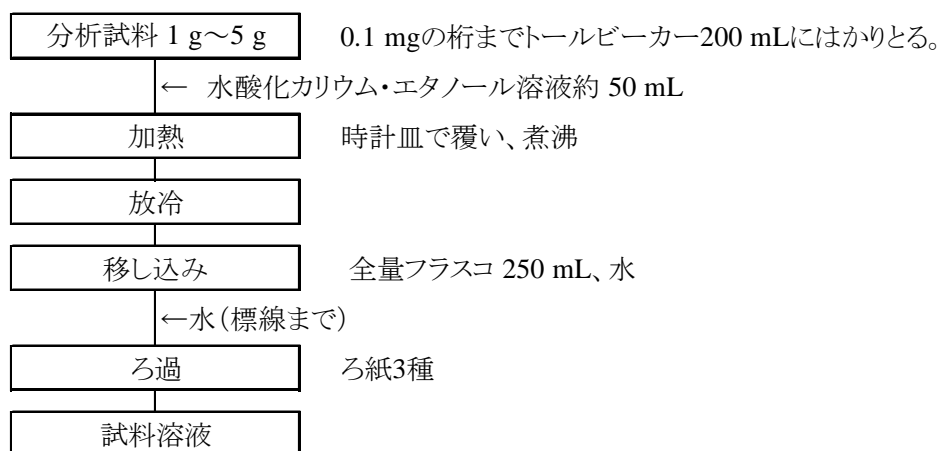 分析試料 1 g～5 g 0.1 mgの桁までトールビーカー200 mLにはかりとる。
← 水酸化カリウム・エタノール溶液約 50 mL
加熱 時計皿で覆い、煮沸
放冷
移し込み 全量フラスコ 250 mL、水
←水（標線まで）
ろ過 ろ紙3種
試料溶液